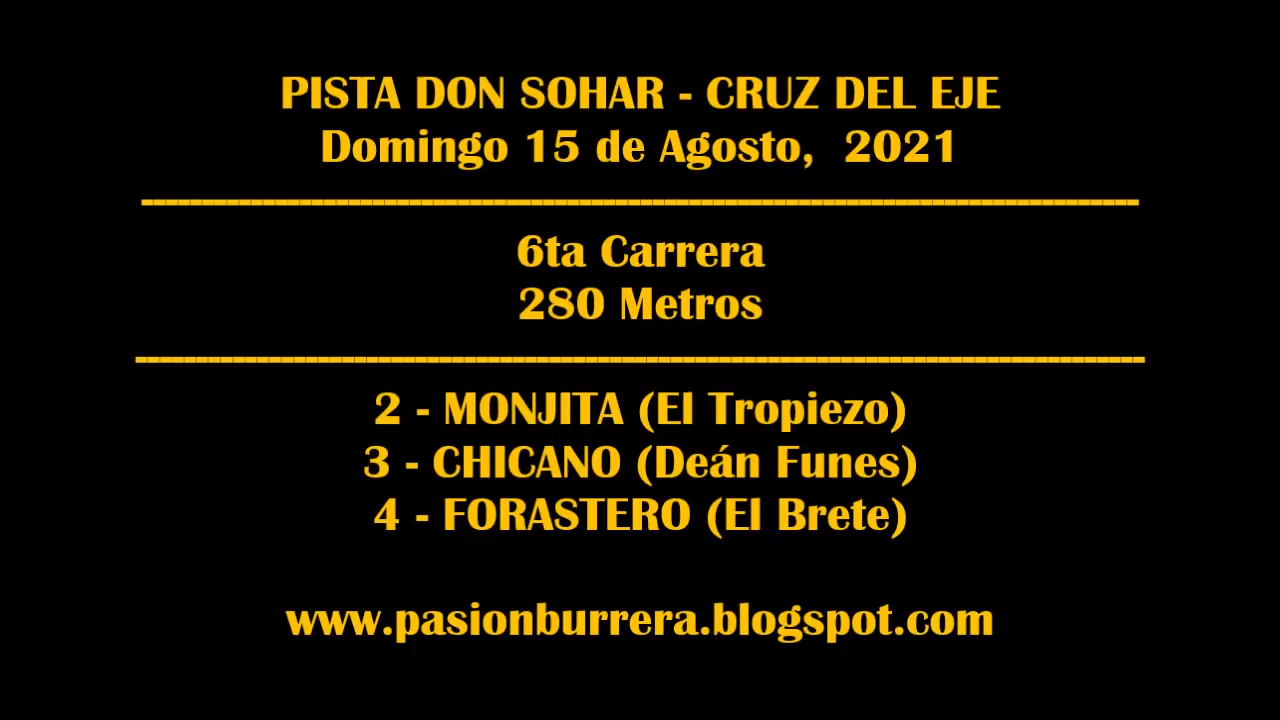 PISTA DON SOHAR - CRUZ DEL EJE
Domingo 15 de Agosto,  2021
6ta Carrera
280 Metros
2 - MONJITA (El Tropiezo)
3 - CHICANO (Deán Funes)
4 - FORASTERO (El Brete)
www.pasionburrera.blogspot.com